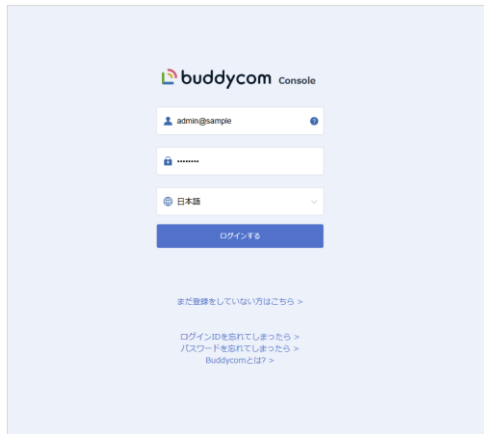 buddycom Console
admin@sample
?
••••••••
日本語
ログインする
まだ登録をしていない方はこちら >
ログインIDを忘れてしまったら >
パスワードを忘れてしまったら >
Buddycomとは? >